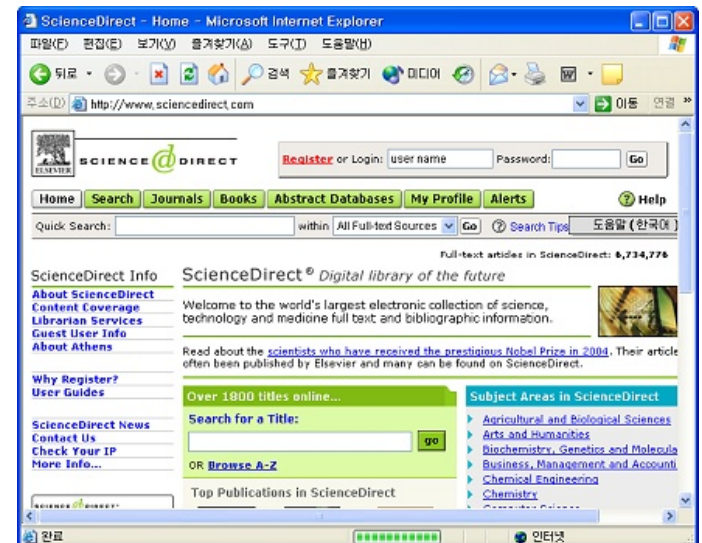 ScienceDirect - Home - Microsoft Internet Explorer
파일(F) 편집(E) 보기(V) 즐겨찾기(A) 도구(T) 도움말(H)
뒤로 검색 즐겨찾기 미디어
주소(D) http://www.sciencedirect.com 이동 연결 »
ELSEVIER SCIENCE @ DIRECT Register or Login: user name Password: Go
Home Search Journals Books Abstract Databases My Profile Alerts ? Help
Quick Search: within All Full-text Sources Go ? Search Tips 도움말 ( 한국어 )
Full-text articles in ScienceDirect: 6,734,776
ScienceDirect Info
About ScienceDirect
Content Coverage
Librarian Services
Guest User Info
About Athens
Why Register?
User Guides
ScienceDirect News
Contact Us
Check Your IP
More Info...
SCIENCE @ DIRECT
ScienceDirect® Digital library of the future
Welcome to the world's largest electronic collection of science,
technology and medicine full text and bibliographic information.
Read about the scientists who have received the prestigious Nobel Prize in 2004. Their article
often been published by Elsevier and many can be found on ScienceDirect.
Over 1800 titles online...
Search for a Title:
go
OR Browse A-Z
Top Publications in ScienceDirect
Subject Areas in ScienceDirect
Agricultural and Biological Sciences
Arts and Humanities
Biochemistry, Genetics and Molecula
Business, Management and Accounti
Chemical Engineering
Chemistry
Computer Science
완료 인터넷